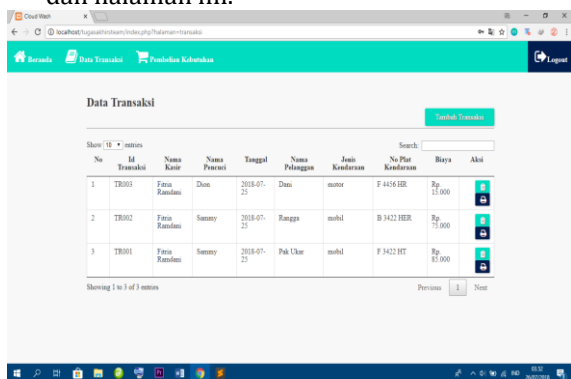 dan halaman ini.
Cloud Wash
localhost/tugasakhirsteam/index.php?halaman=transaksi
Beranda Data Transaksi Pembelian Kebutuhan Logout
Data Transaksi
Tambah Transaksi
Show 10 entries Search:
No Id Transaksi Nama Kasir Nama Pencuci Tanggal Nama Pelanggan Jenis Kendaraan No Plat Kendaraan Biaya Aksi
1 TR003 Fitria Ramdani Dion 2018-07-25 Dani motor F 4456 HR Rp. 15.000
2 TR002 Fitria Ramdani Sammy 2018-07-25 Rangga mobil B 3422 HER Rp. 75.000
3 TR001 Fitria Ramdani Sammy 2018-07-25 Pak Ukur mobil F 3422 HT Rp. 85.000
Showing 1 to 3 of 3 entries Previous 1 Next
IND